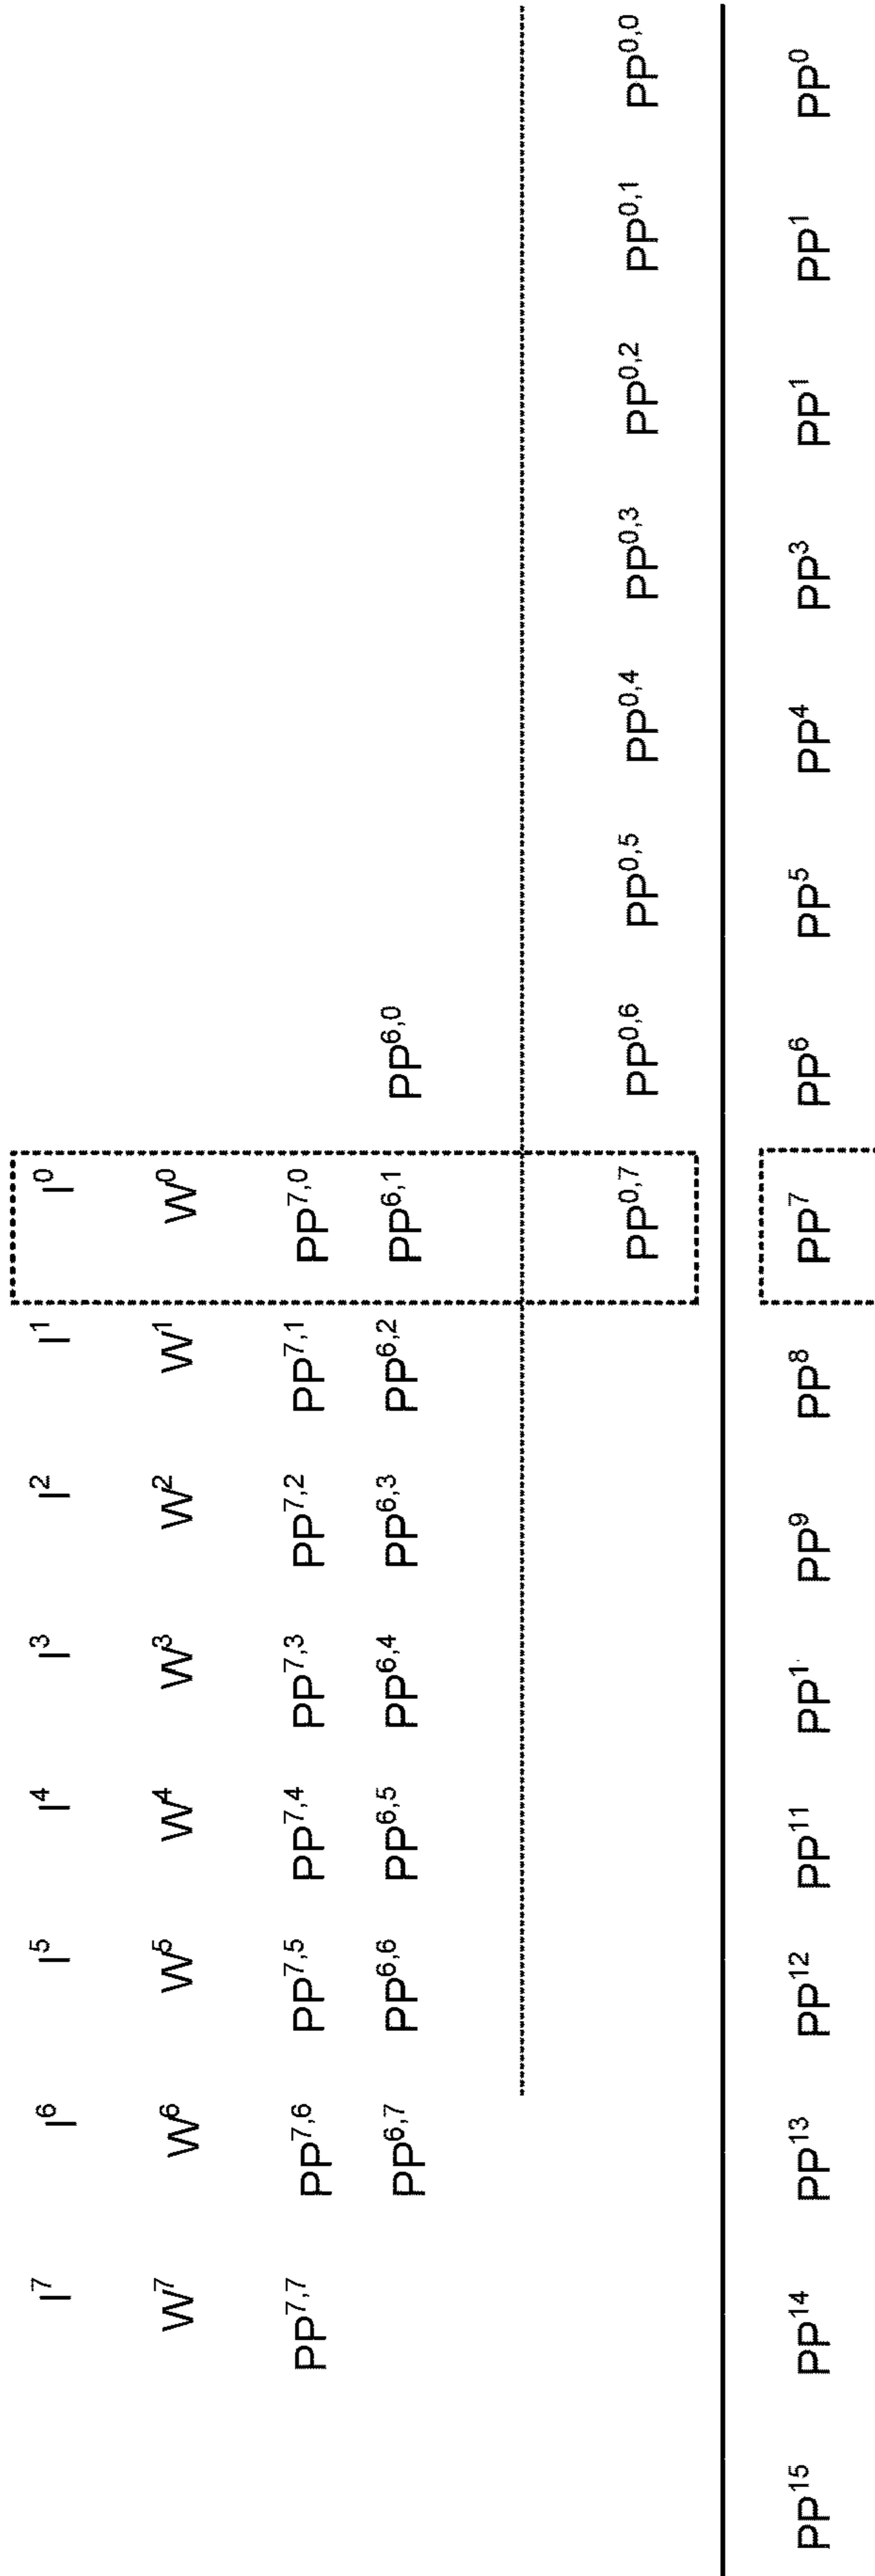 I⁷ I⁶ I⁵ I⁴ I³ I² I¹ I⁰
W⁷ W⁶ W⁵ W⁴ W³ W² W¹ W⁰
PP⁷,⁷ PP⁷,⁶ PP⁷,⁵ PP⁷,⁴ PP⁷,³ PP⁷,² PP⁷,¹ PP⁷,⁰
PP⁶,⁷ PP⁶,⁶ PP⁶,⁵ PP⁶,⁴ PP⁶,³ PP⁶,² PP⁶,¹ PP⁶,⁰
PP⁰,⁷ PP⁰,⁶ PP⁰,⁵ PP⁰,⁴ PP⁰,³ PP⁰,² PP⁰,¹ PP⁰,⁰
PP¹⁵ PP¹⁴ PP¹³ PP¹² PP¹¹ PP¹ PP⁹ PP⁸ PP⁷ PP⁶ PP⁵ PP⁴ PP³ PP¹ PP¹ PP⁰